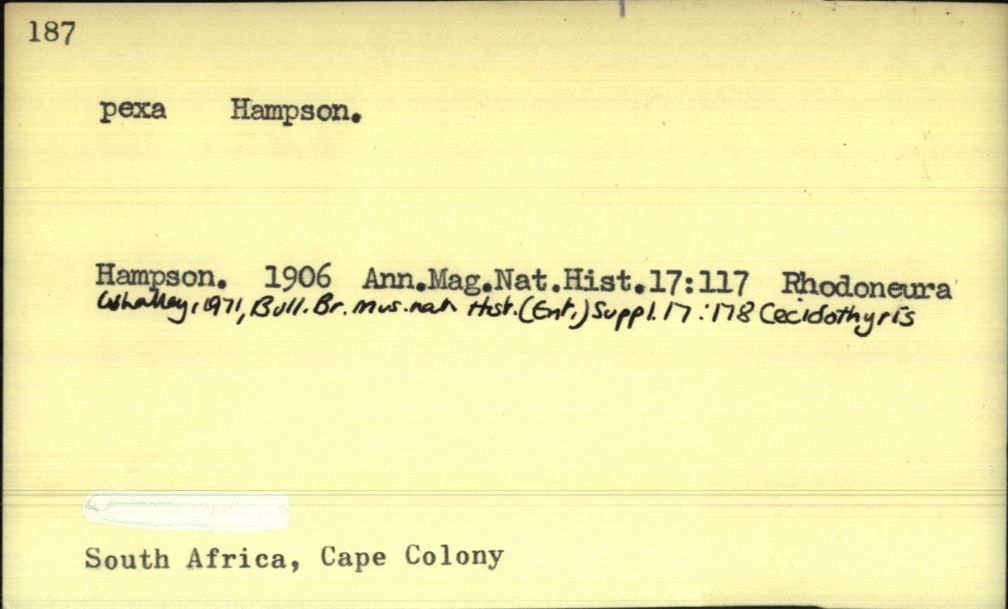 187
pexa Hampson.
Hampson. 1906 Ann.Mag.Nat.Hist.17:117 Rhodoneura
Whalley, 1971, Bull. Br. Mus. nat. Hist. (Ent.) Suppl. 17 : 178 Cecidothyris
South Africa, Cape Colony